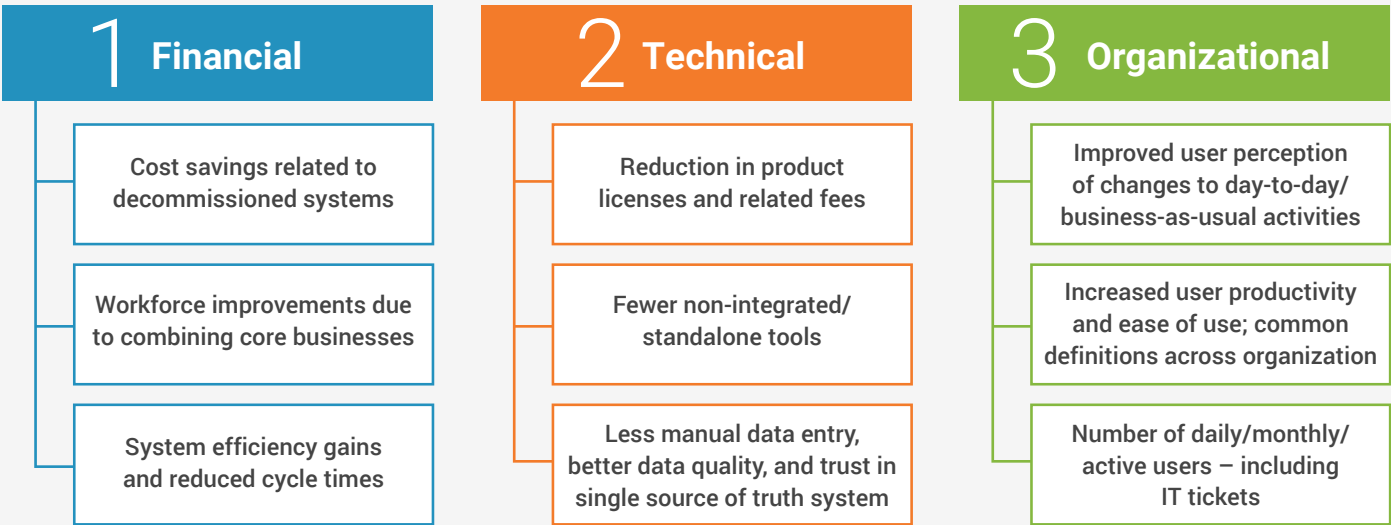 1 Financial
Cost savings related to
decommissioned systems
Workforce improvements due
to combining core businesses
System efficiency gains
and reduced cycle times
2 Technical
Reduction in product
licenses and related fees
Fewer non-integrated/
standalone tools
Less manual data entry,
better data quality, and trust in
single source of truth system
3 Organizational
Improved user perception
of changes to day-to-day/
business-as-usual activities
Increased user productivity
and ease of use; common
definitions across organization
Number of daily/monthly/
active users – including
IT tickets